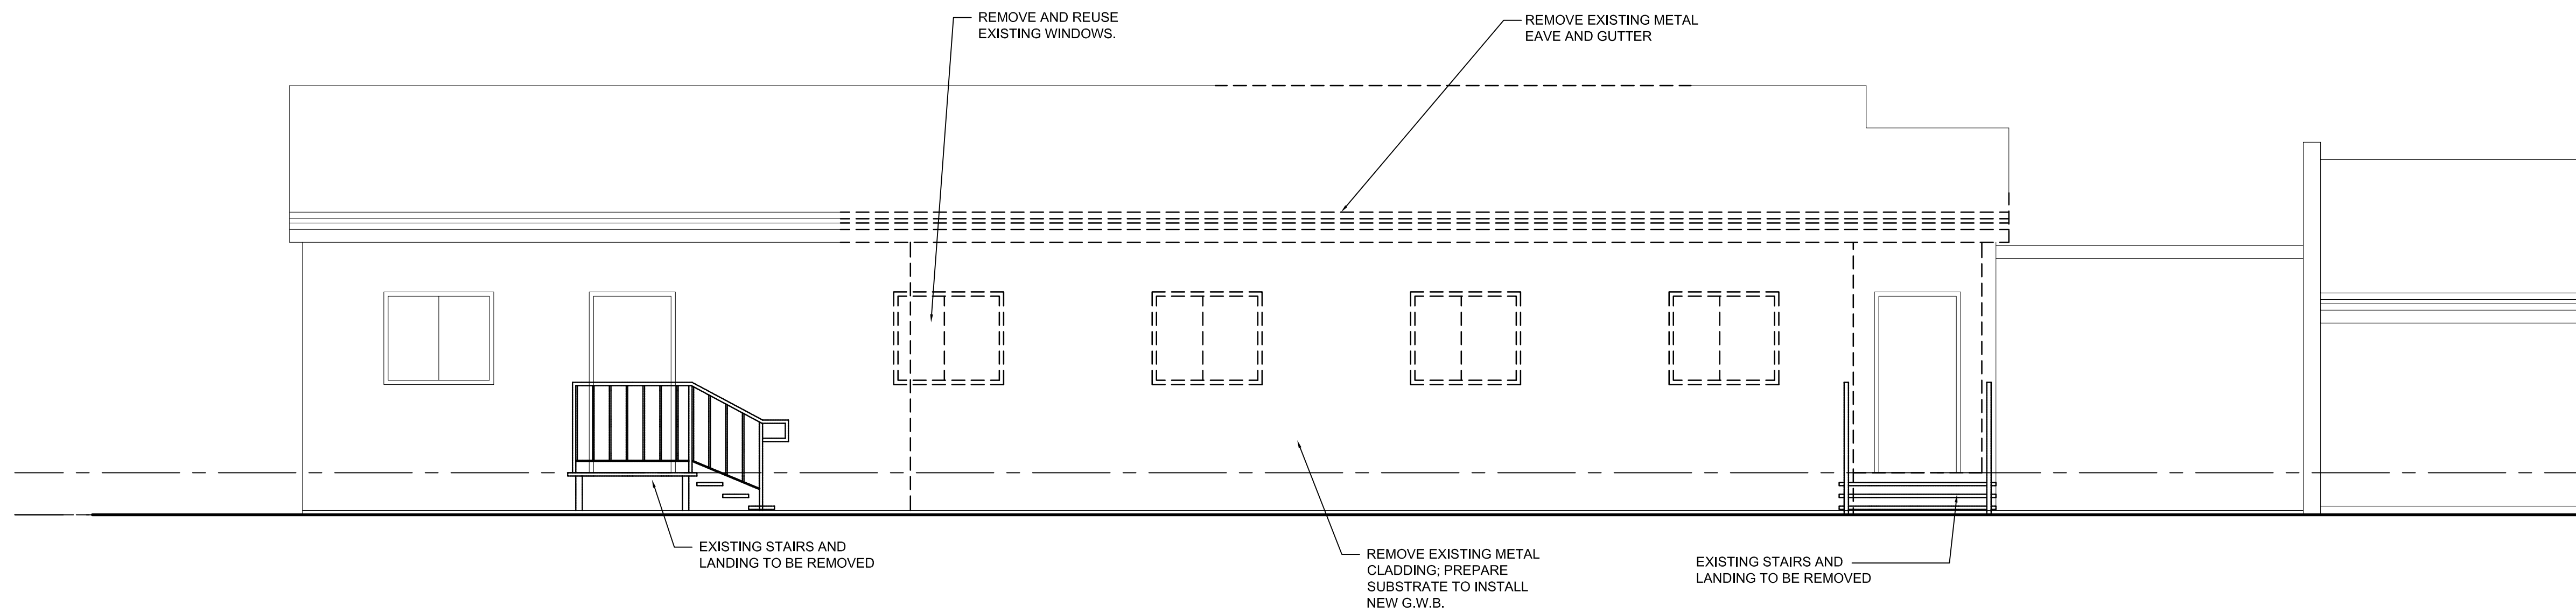 REMOVE AND REUSE
EXISTING WINDOWS.
REMOVE EXISTING METAL
EAVE AND GUTTER
EXISTING STAIRS AND
LANDING TO BE REMOVED
REMOVE EXISTING METAL
CLADDING; PREPARE
SUBSTRATE TO INSTALL
NEW G.W.B.
EXISTING STAIRS AND
LANDING TO BE REMOVED